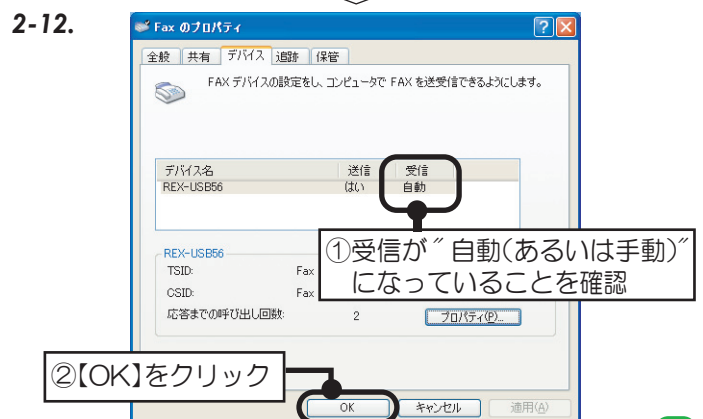 2-12.
Fax のプロパティ
全般 共有 デバイス 追跡 保管
FAX デバイスの設定をし、コンピュータで FAX を送受信できるようにします。
デバイス名 送信 受信
REX-USB56 はい 自動
①受信が〝自動(あるいは手動)〞
になっていることを確認
REX-USB56
TSID: Fax
CSID: Fax
応答までの呼び出し回数: 2 プロパティ(P)...
②【OK】をクリック
OK キャンセル 適用(A)